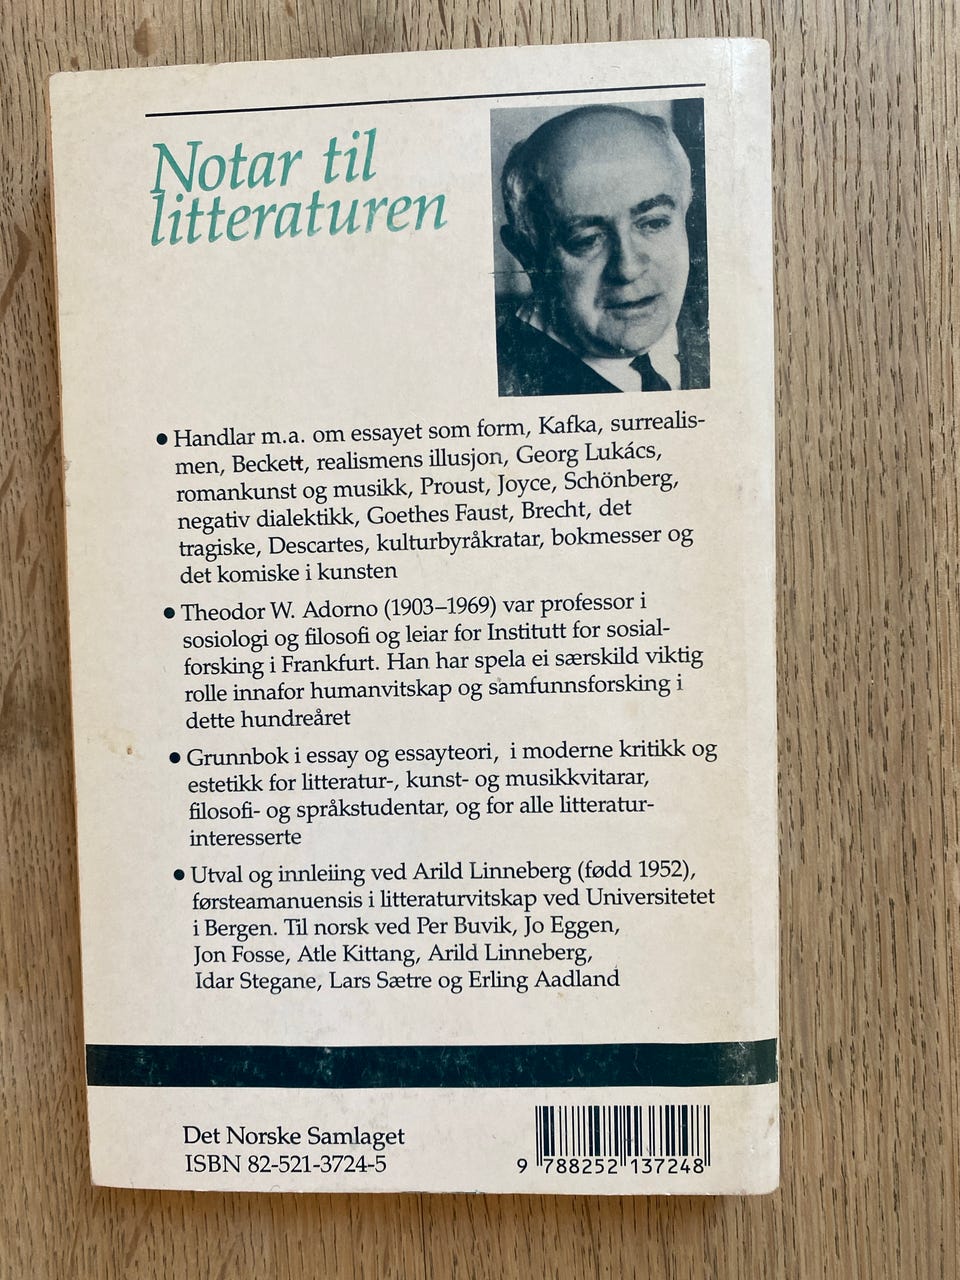 Notar til
litteraturen
• Handlar m.a. om essayet som form, Kafka, surrealis-
men, Beckett, realismens illusjon, Georg Lukács,
romankunst og musikk, Proust, Joyce, Schönberg,
negativ dialektikk, Goethes Faust, Brecht, det
tragiske, Descartes, kulturbyråkratar, bokmesser og
det komiske i kunsten
• Theodor W. Adorno (1903–1969) var professor i
sosiologi og filosofi og leiar for Institutt for sosial-
forsking i Frankfurt. Han har spela ei særskild viktig
rolle innafor humanvitskap og samfunnsforsking i
dette hundreåret
• Grunnbok i essay og essayteori, i moderne kritikk og
estetikk for litteratur-, kunst- og musikkvitarar,
filosofi- og språkstudentar, og for alle litteratur-
interesserte
• Utval og innleiing ved Arild Linneberg (fødd 1952),
førsteamanuensis i litteraturvitskap ved Universitetet
i Bergen. Til norsk ved Per Buvik, Jo Eggen,
Jon Fosse, Atle Kittang, Arild Linneberg,
Idar Stegane, Lars Sætre og Erling Aadland
Det Norske Samlaget
ISBN 82-521-3724-5
9 788252 137248